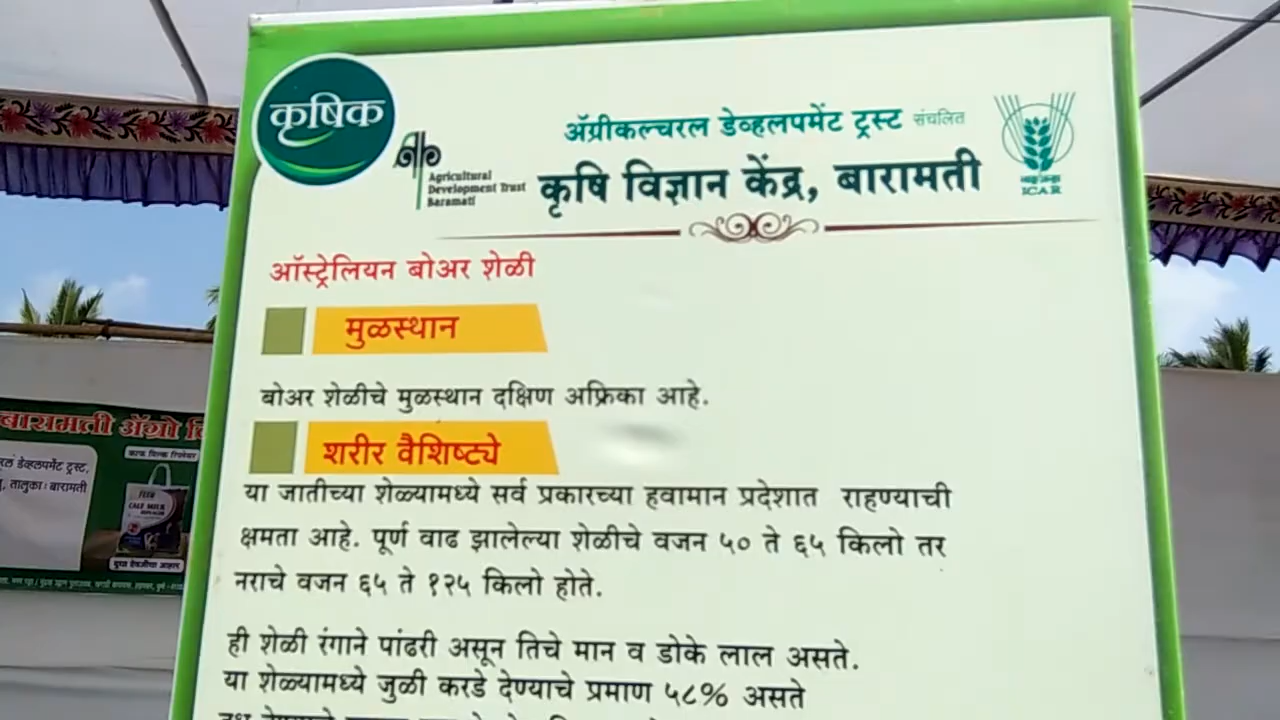 कृषिक
Agricultural
Development Trust
Baramati
ॲग्रीकल्चरल डेव्हलपमेंट ट्रस्ट संचलित
कृषि विज्ञान केंद्र, बारामती
ICAR
ऑस्ट्रेलियन बोअर शेळी
मुळस्थान
बोअर शेळीचे मुळस्थान दक्षिण अफ्रिका आहे.
शरीर वैशिष्ट्ये
या जातीच्या शेळ्यामध्ये सर्व प्रकारच्या हवामान प्रदेशात राहण्याची
क्षमता आहे. पूर्ण वाढ झालेल्या शेळीचे वजन ५० ते ६५ किलो तर
नराचे वजन ६५ ते १२५ किलो होते.
ही शेळी रंगाने पांढरी असून तिचे मान व डोके लाल असते.
या शेळ्यामध्ये जुळी करडे देण्याचे प्रमाण ५८% असते
बारामती ॲग्रो
डेव्हलपमेंट ट्रस्ट,
तालुका: बारामती
CALF MILK